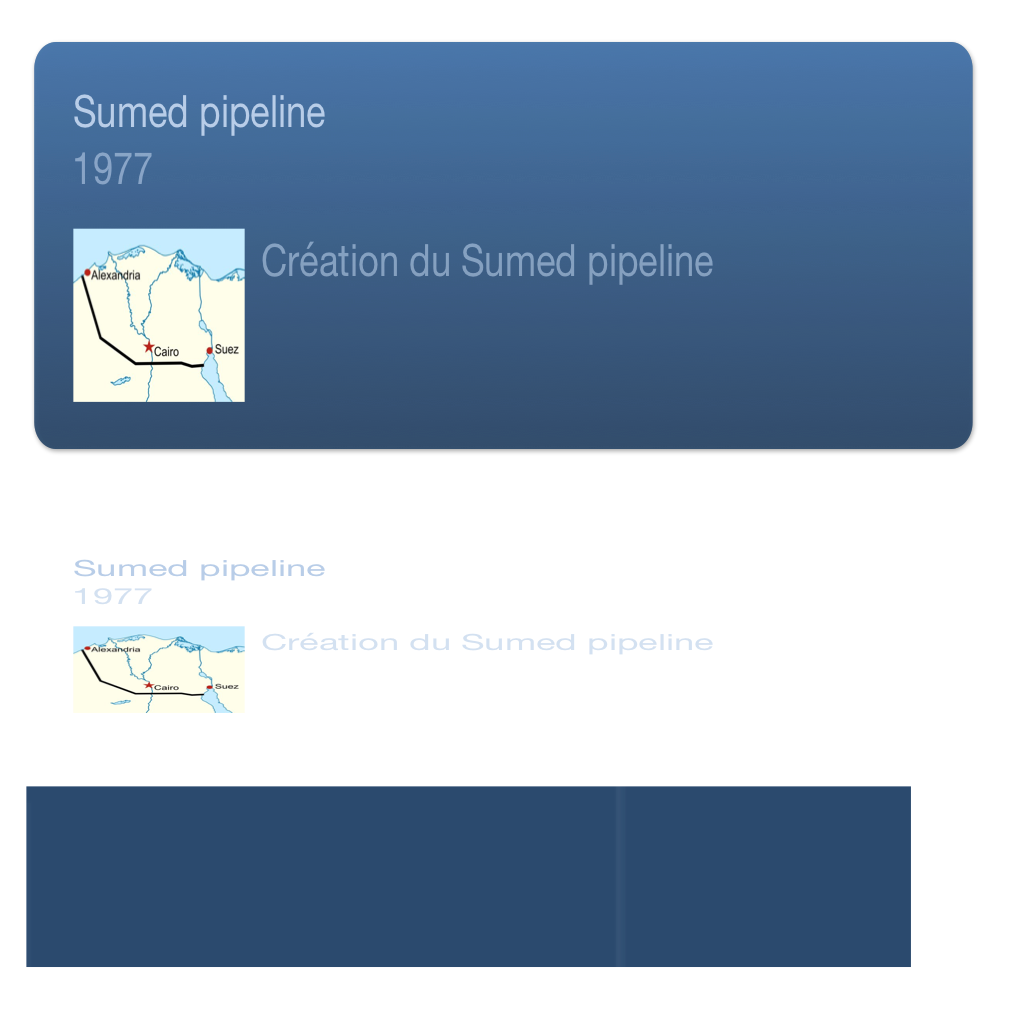 Sumed pipeline
1977
Création du Sumed pipeline
Alexandria
Cairo
Suez
Sumed pipeline
1977
Création du Sumed pipeline
Alexandria
Cairo
Suez